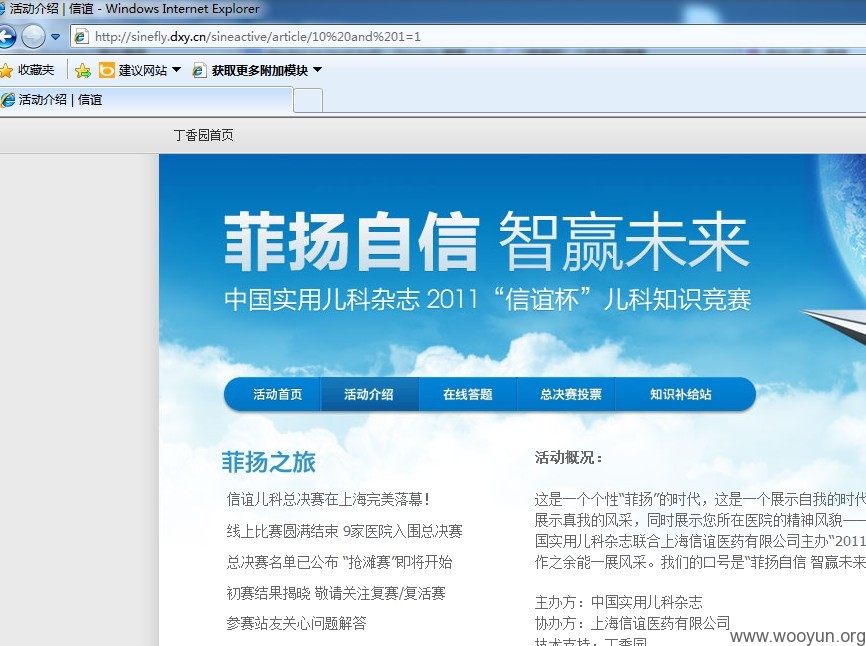 活动介绍 | 信谊 - Windows Internet Explorer
http://sinefly.dxy.cn/sineactive/article/10%20and%201=1
收藏夹 建议网站 获取更多附加模块
活动介绍 | 信谊
丁香园首页
菲扬自信 智赢未来
中国实用儿科杂志 2011“信谊杯”儿科知识竞赛
活动首页 活动介绍 在线答题 总决赛投票 知识补给站
菲扬之旅
信谊儿科总决赛在上海完美落幕！
线上比赛圆满结束 9家医院入围总决赛
总决赛名单已公布 “抢滩赛”即将开始
初赛结果揭晓 敬请关注复赛/复活赛
参赛站友关心问题解答
活动概况：
这是一个个性“菲扬”的时代，这是一个展示自我的时代
展示真我的风采，同时展示您所在医院的精神风貌——
国实用儿科杂志联合上海信谊医药有限公司主办“2011
作之余能一展风采。我们的口号是“菲扬自信 智赢未来
主办方：中国实用儿科杂志
协办方：上海信谊医药有限公司
技术支持：丁香园
www.wooyun.org